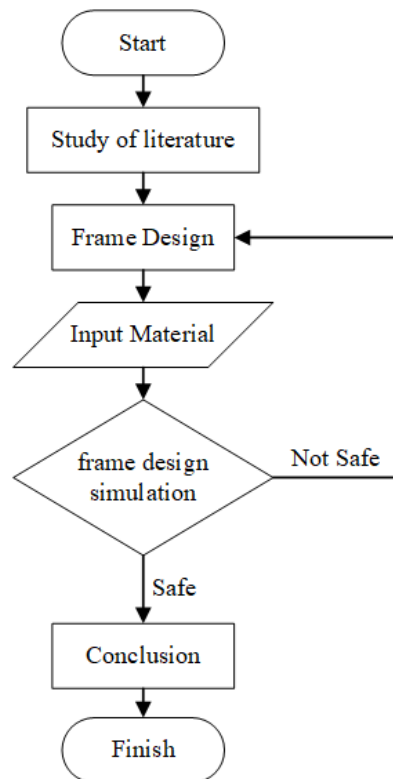 Start
Study of literature
Frame Design
Input Material
frame design
simulation
Not Safe
Safe
Conclusion
Finish